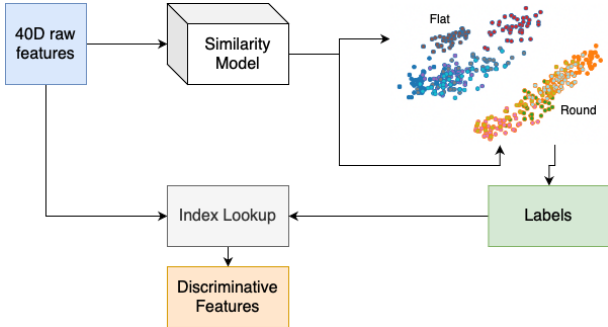 40D raw
features
Similarity
Model
Flat
Round
Index Lookup
Labels
Discriminative
Features